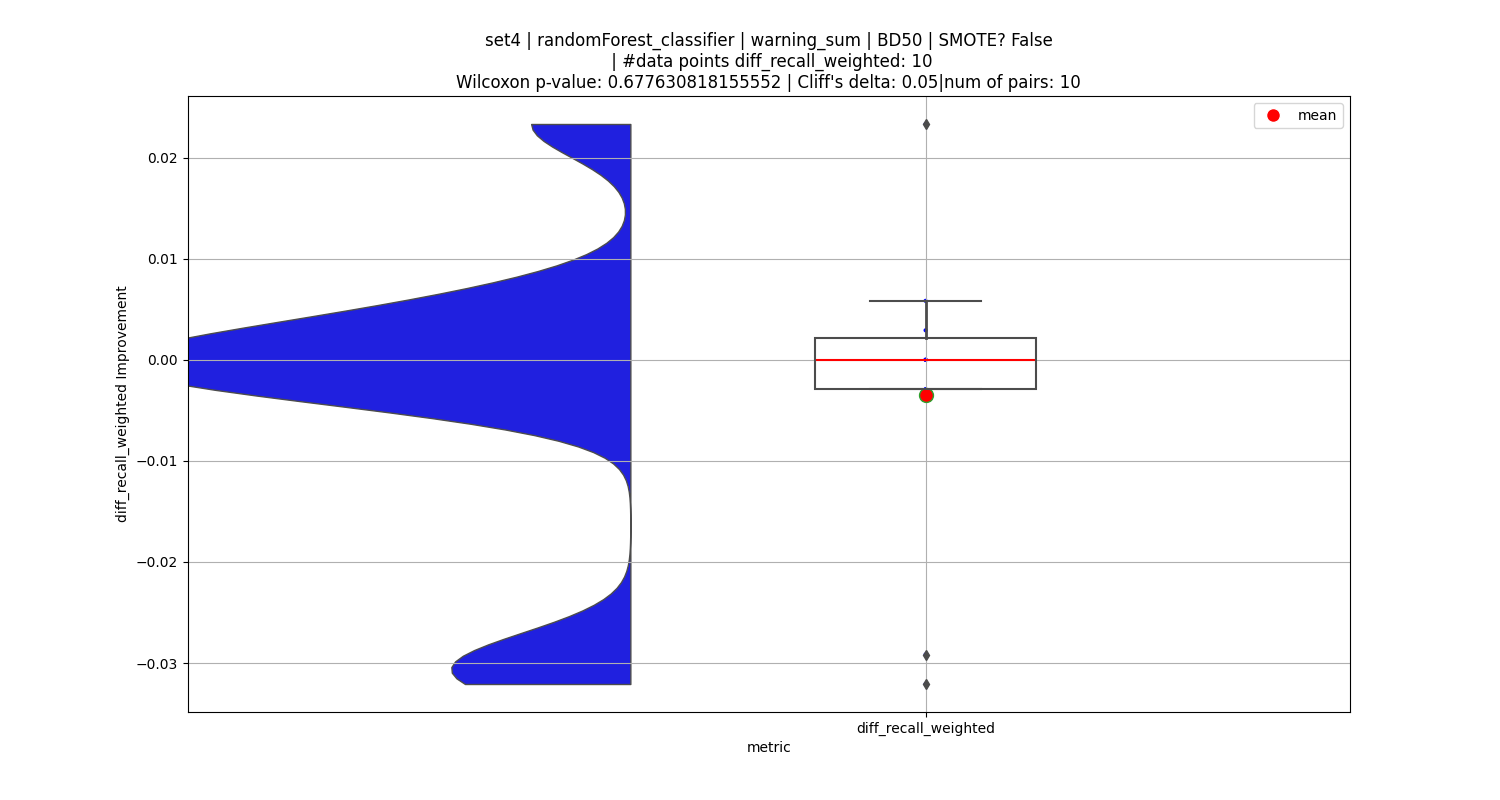 set4 | randomForest_classifier | warning_sum | BD50 | SMOTE? False
| #data points diff_recall_weighted: 10
Wilcoxon p-value: 0.677630818155552 | Cliff's delta: 0.05|num of pairs: 10
mean
0.02
0.01
0.00
−0.01
−0.02
−0.03
diff_recall_weighted Improvement
diff_recall_weighted
metric